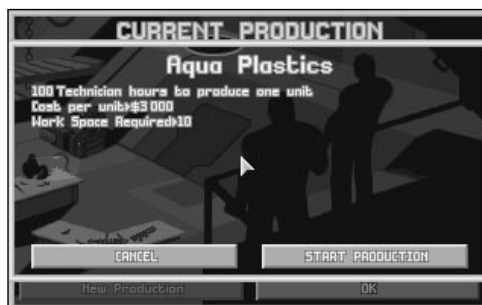 CURRENT PRODUCTION
Aqua Plastics
100 Technician hours to produce one unit
Cost per unit>$3 000
Work Space Required>10
CANCEL START PRODUCTION
New Production OK